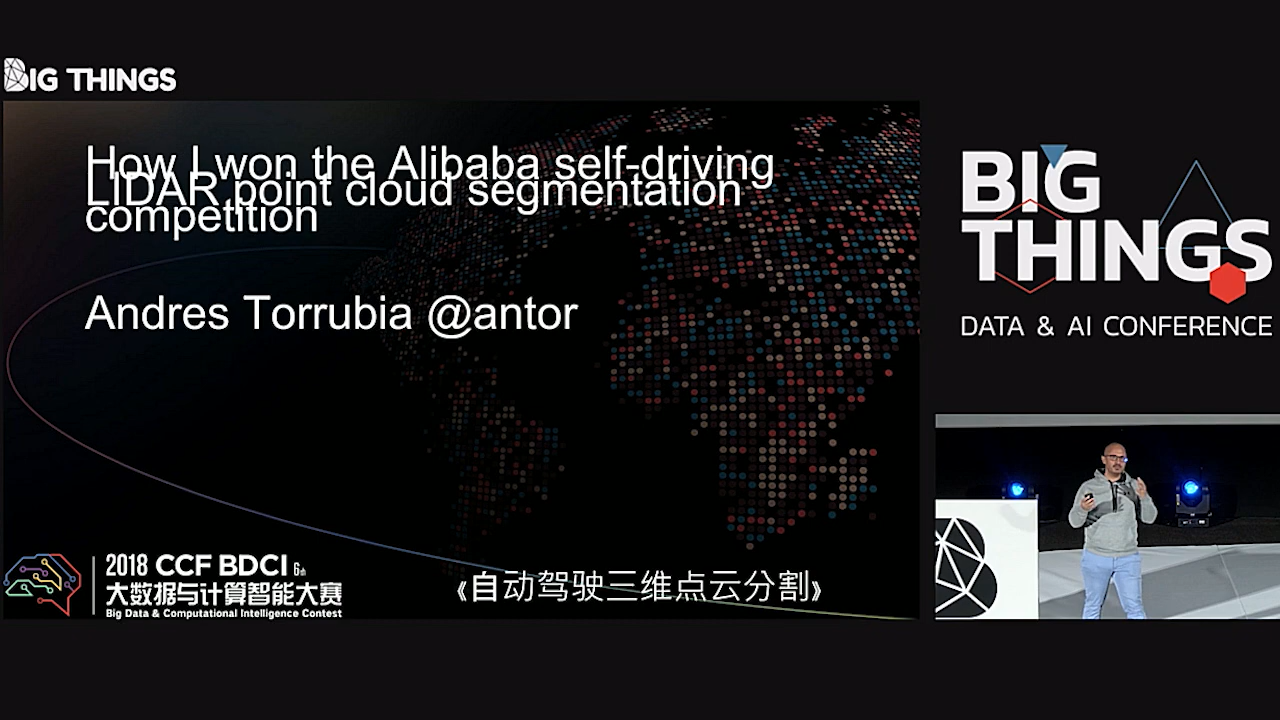 BIG THINGS
How I won the Alibaba self-driving
LIDAR point cloud segmentation
competition
Andres Torrubia @antor
2018 CCF BDCI 6th
大数据与计算智能大赛
Big Data & Computational Intelligence Contest
《自动驾驶三维点云分割》
BIG
THINGS
DATA & AI CONFERENCE